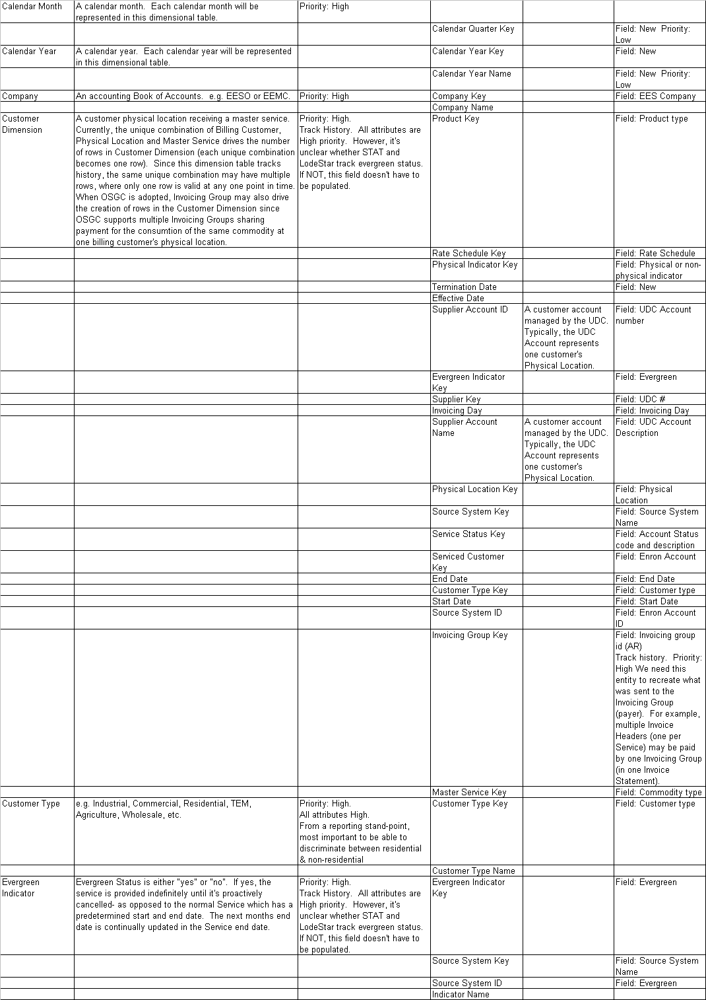 Calendar Month
A calendar month.  Each calendar month will be
represented in this dimensional table.
Priority: High
Calendar Quarter Key
Field: New  Priority:
Low
Calendar Year
A calendar year.  Each calendar year will be represented
in this dimensional table.
Calendar Year Key
Field: New
Calendar Year Name
Field: New  Priority:
Low
Company
An accounting Book of Accounts.  e.g. EESO or EEMC.
Priority: High
Company Key
Field: EES Company
Company Name
Customer
Dimension
A customer physical location receiving a master service.
Currently, the unique combination of Billing Customer,
Physical Location and Master Service drives the number
of rows in Customer Dimension (each unique combination
becomes one row).  Since this dimension table tracks
history, the same unique combination may have multiple
rows, where only one row is valid at any one point in time.
When OSGC is adopted, Invoicing Group may also drive
the creation of rows in the Customer Dimension since
OSGC supports multiple Invoicing Groups sharing
payment for the consumtion of the same commodity at
one billing customer's physical location.
Priority: High.
Track History.  All attributes are
High priority.  However, it's
unclear whether STAT and
LodeStar track evergreen status.
If NOT, this field doesn't have to
be populated.
Product Key
Field: Product type
Rate Schedule Key
Field: Rate Schedule
Physical Indicator Key
Field: Physical or non-
physical indicator
Termination Date
Field: New
Effective Date
Supplier Account ID
A customer account
managed by the UDC.
Typically, the UDC
Account represents
one customer's
Physical Location.
Field: UDC Account
number
Evergreen Indicator
Key
Field: Evergreen
Supplier Key
Field: UDC #
Invoicing Day
Field: Invoicing Day
Supplier Account
Name
A customer account
managed by the UDC.
Typically, the UDC
Account represents
one customer's
Physical Location.
Field: UDC Account
Description
Physical Location Key
Field: Physical
Location
Source System Key
Field: Source System
Name
Service Status Key
Field: Account Status
code and description
Serviced Customer
Key
Field: Enron Account
End Date
Field: End Date
Customer Type Key
Field: Customer type
Start Date
Field: Start Date
Source System ID
Field: Enron Account
ID
Invoicing Group Key
Field: Invoicing group
id (AR)
Track history.  Priority:
High We need this
entity to recreate what
was sent to the
Invoicing Group
(payer).  For example,
multiple Invoice
Headers (one per
Service) may be paid
by one Invoicing Group
(in one Invoice
Statement).
Master Service Key
Field: Commodity type
Customer Type
e.g. Industrial, Commercial, Residential, TEM,
Agriculture, Wholesale, etc.
Priority: High.
All attributes High.
From a reporting stand-point,
most important to be able to
discriminate between residential
& non-residential
Customer Type Key
Field: Customer type
Customer Type Name
Evergreen
Indicator
Evergreen Status is either "yes" or "no".  If yes, the
service is provided indefinitely until it's proactively
cancelled- as opposed to the normal Service which has a
predetermined start and end date.  The next months end
date is continually updated in the Service end date.
Priority: High.
Track History.  All attributes are
High priority.  However, it's
unclear whether STAT and
LodeStar track evergreen status.
If NOT, this field doesn't have to
be populated.
Evergreen Indicator
Key
Field: Evergreen
Source System Key
Field: Source System
Name
Source System ID
Field: Evergreen
Indicator Name